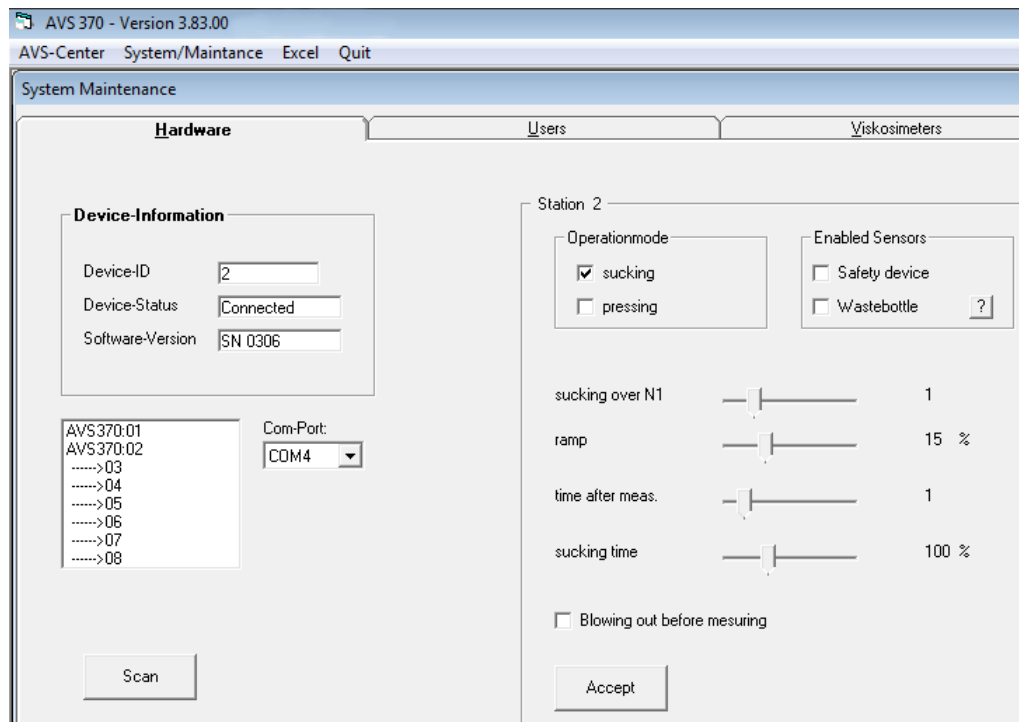 AVS 370 - Version 3.83.00
AVS-Center System/Maintance Excel Quit
System Maintenance
Hardware Users Viskosimeters
Device-Information
Device-ID 2
Device-Status Connected
Software-Version SN 0306
AVS370:01
AVS370:02
------>03
------>04
------>05
------>06
------>07
------>08
Com-Port:
COM4
Scan
Station 2
Operationmode
sucking
pressing
Enabled Sensors
Safety device
Wastebottle ?
sucking over N1 1
ramp 15 %
time after meas. 1
sucking time 100 %
Blowing out before mesuring
Accept